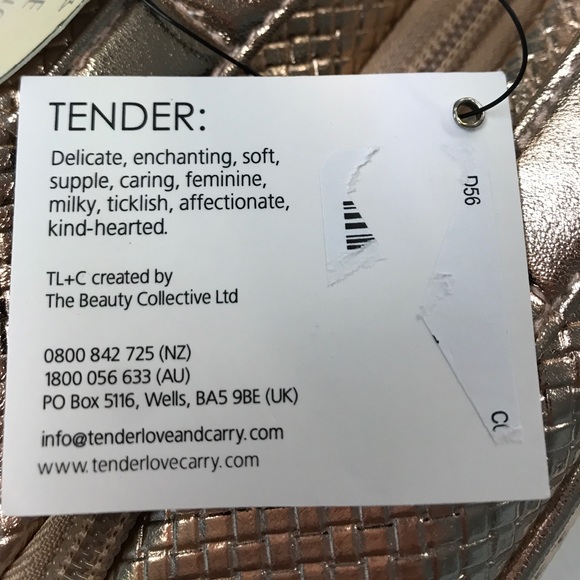 TENDER:
Delicate, enchanting, soft,
supple, caring, feminine,
milky, ticklish, affectionate,
kind-hearted.
TL+C created by
The Beauty Collective Ltd
0800 842 725 (NZ)
1800 056 633 (AU)
PO Box 5116, Wells, BA5 9BE (UK)
info@tenderloveandcarry.com
www.tenderlovecarry.com